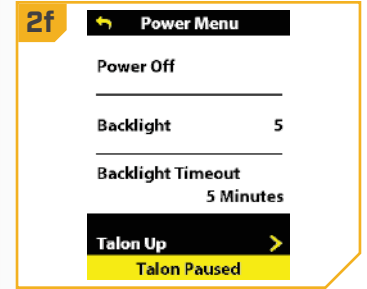 2f
Power Menu
Power Off
Backlight 5
Backlight Timeout
5 Minutes
Talon Up >
Talon Paused